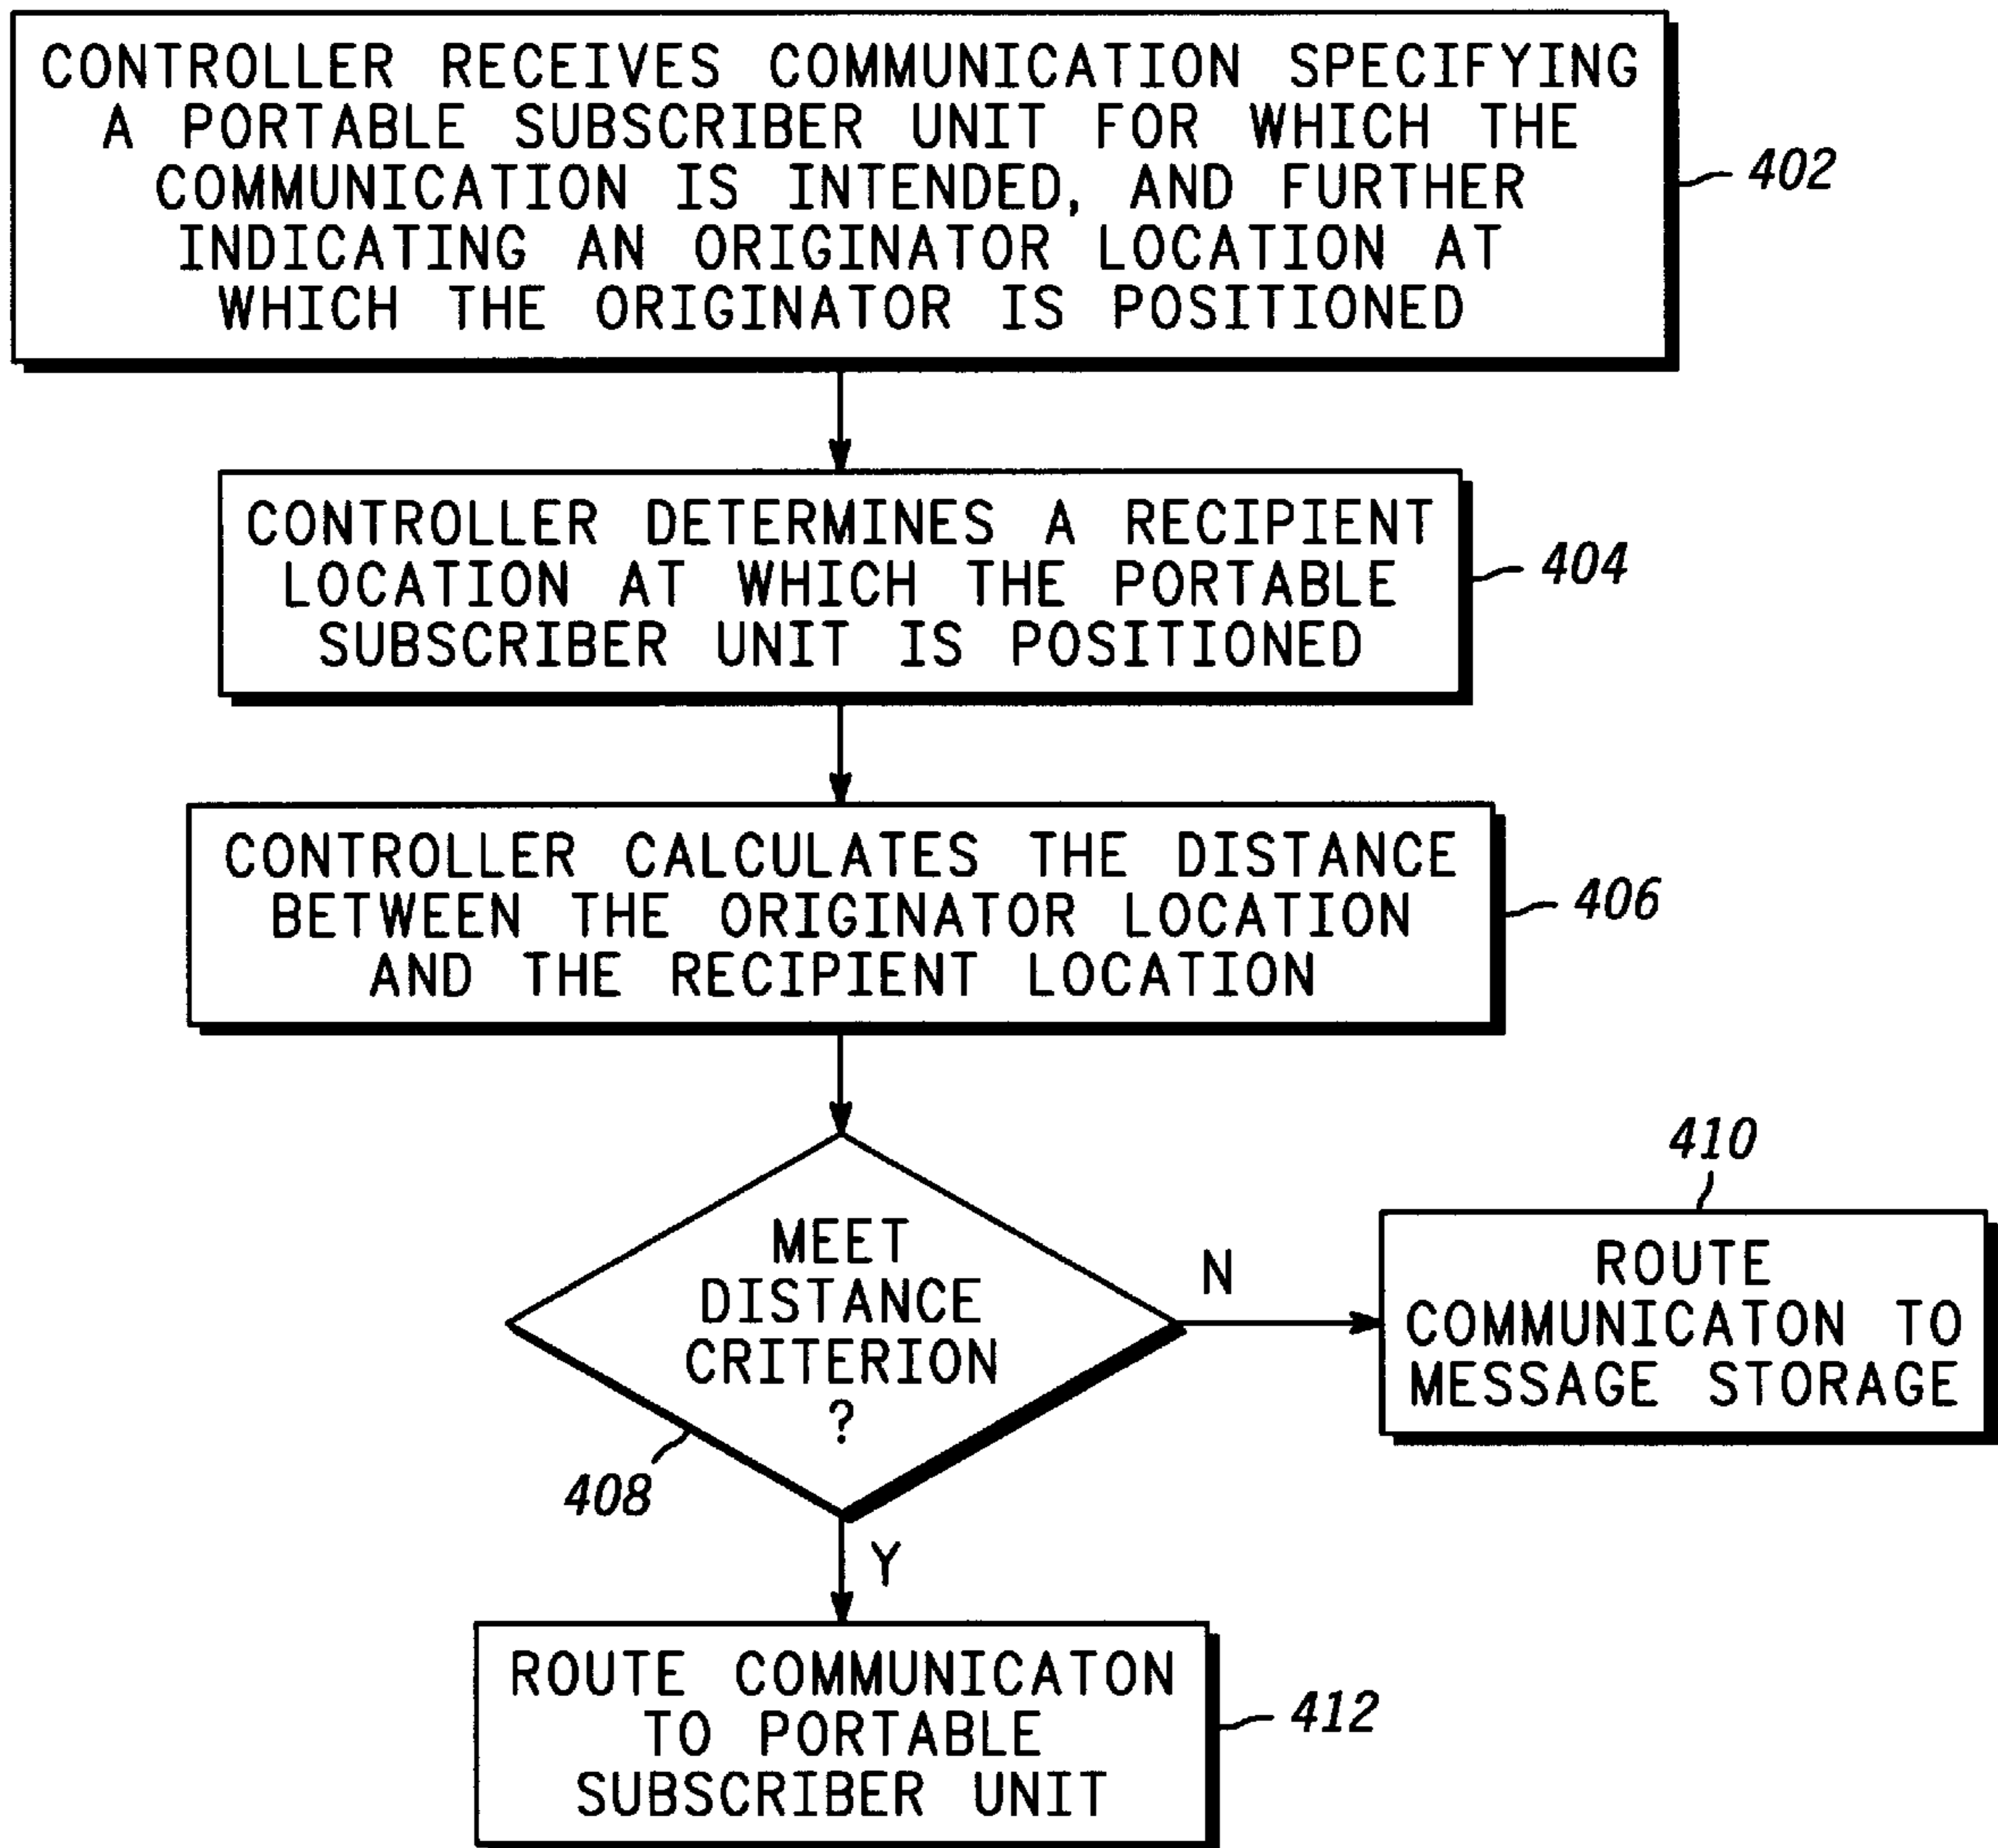 CONTROLLER RECEIVES COMMUNICATION SPECIFYING
A PORTABLE SUBSCRIBER UNIT FOR WHICH THE
COMMUNICATION IS INTENDED, AND FURTHER
INDICATING AN ORIGINATOR LOCATION AT
WHICH THE ORIGINATOR IS POSITIONED
402
CONTROLLER DETERMINES A RECIPIENT
LOCATION AT WHICH THE PORTABLE
SUBSCRIBER UNIT IS POSITIONED
404
CONTROLLER CALCULATES THE DISTANCE
BETWEEN THE ORIGINATOR LOCATION
AND THE RECIPIENT LOCATION
406
MEET
DISTANCE
CRITERION
?
408
N
410
ROUTE
COMMUNICATON TO
MESSAGE STORAGE
Y
ROUTE COMMUNICATON
TO PORTABLE
SUBSCRIBER UNIT
412